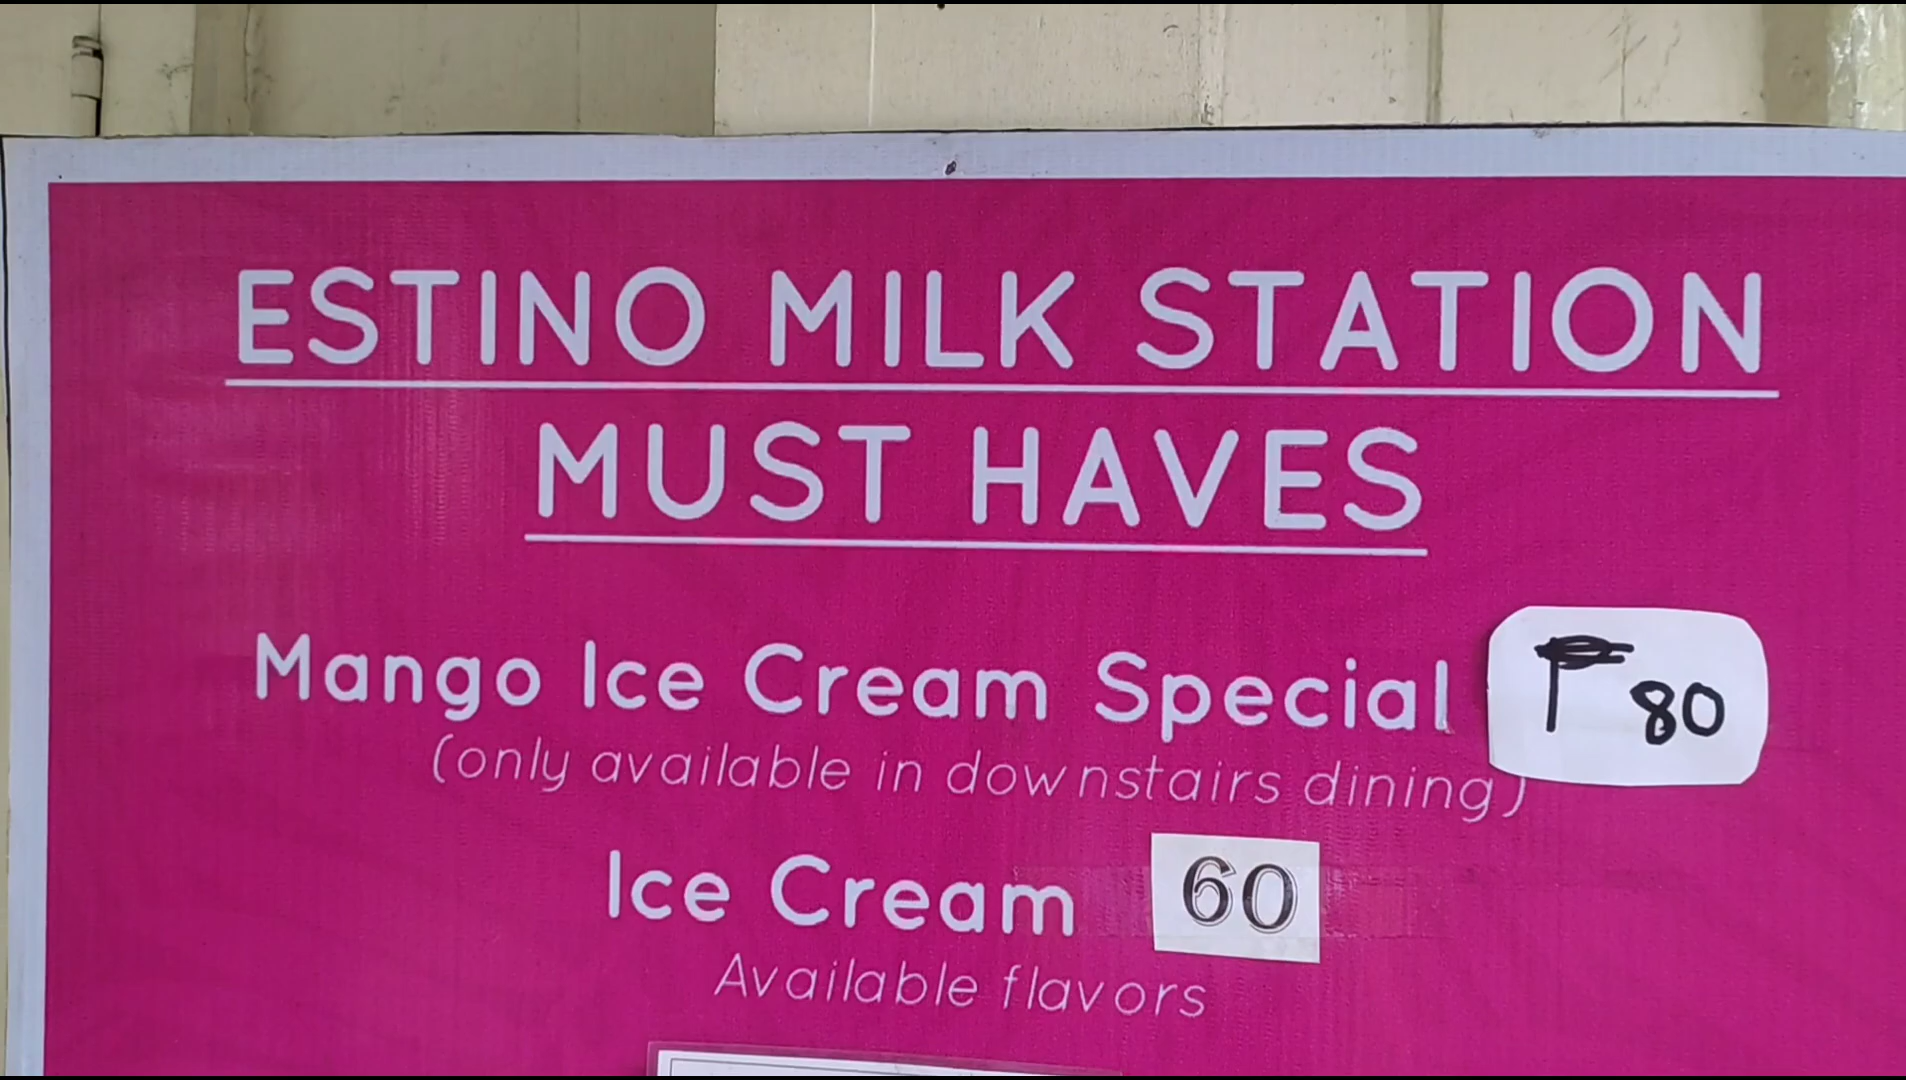 ESTINO MILK STATION
MUST HAVES
Mango Ice Cream Special ₱80
(only available in downstairs dining)
Ice Cream 60
Available flavors